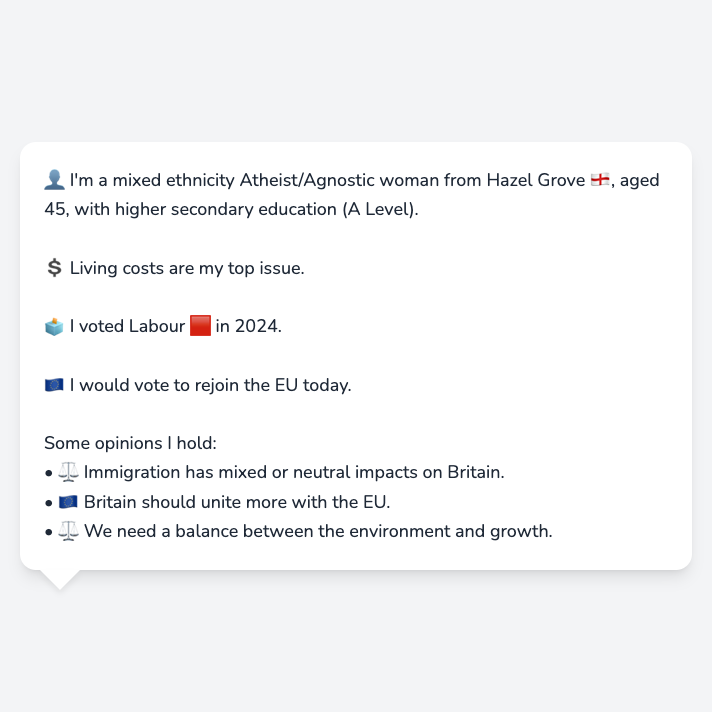 👤 I'm a mixed ethnicity Atheist/Agnostic woman from Hazel Grove 🏴󠁧󠁢󠁥󠁮󠁧󠁿, aged
45, with higher secondary education (A Level).
💲 Living costs are my top issue.
🗳️ I voted Labour 🟥 in 2024.
🇪🇺 I would vote to rejoin the EU today.
Some opinions I hold:
• ⚖️ Immigration has mixed or neutral impacts on Britain.
• 🇪🇺 Britain should unite more with the EU.
• ⚖️ We need a balance between the environment and growth.